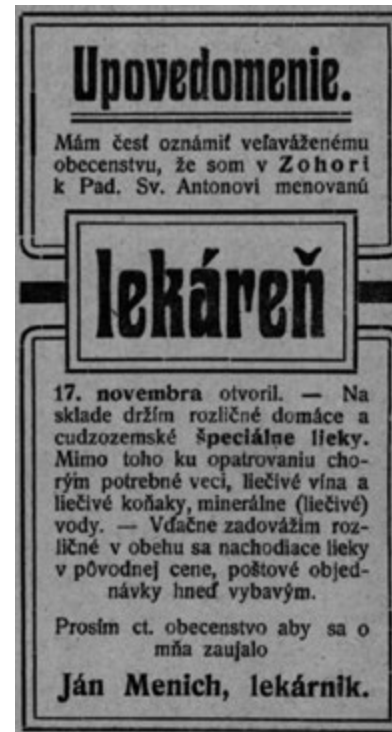 Upovedomenie.
Mám česť oznámiť veľaváženému
obecenstvu, že som v Zohori
k Pad. Sv. Antonovi menovanú
lekáreň
17. novembra otvoril. — Na
sklade držím rozličné domáce a
cudzozemské špeciálne lieky.
Mimo toho ku opatrovaniu cho-
rým potrebné veci, liečivé vína a
liečivé koňaky, minerálne (liečivé)
vody. — Vďačne zadovážim roz-
ličné v obehu sa nachodiace lieky
v pôvodnej cene, poštové objed-
návky hneď vybavým.
Prosím ct. obecenstvo aby sa o
mňa zaujalo
Ján Menich, lekárnik.